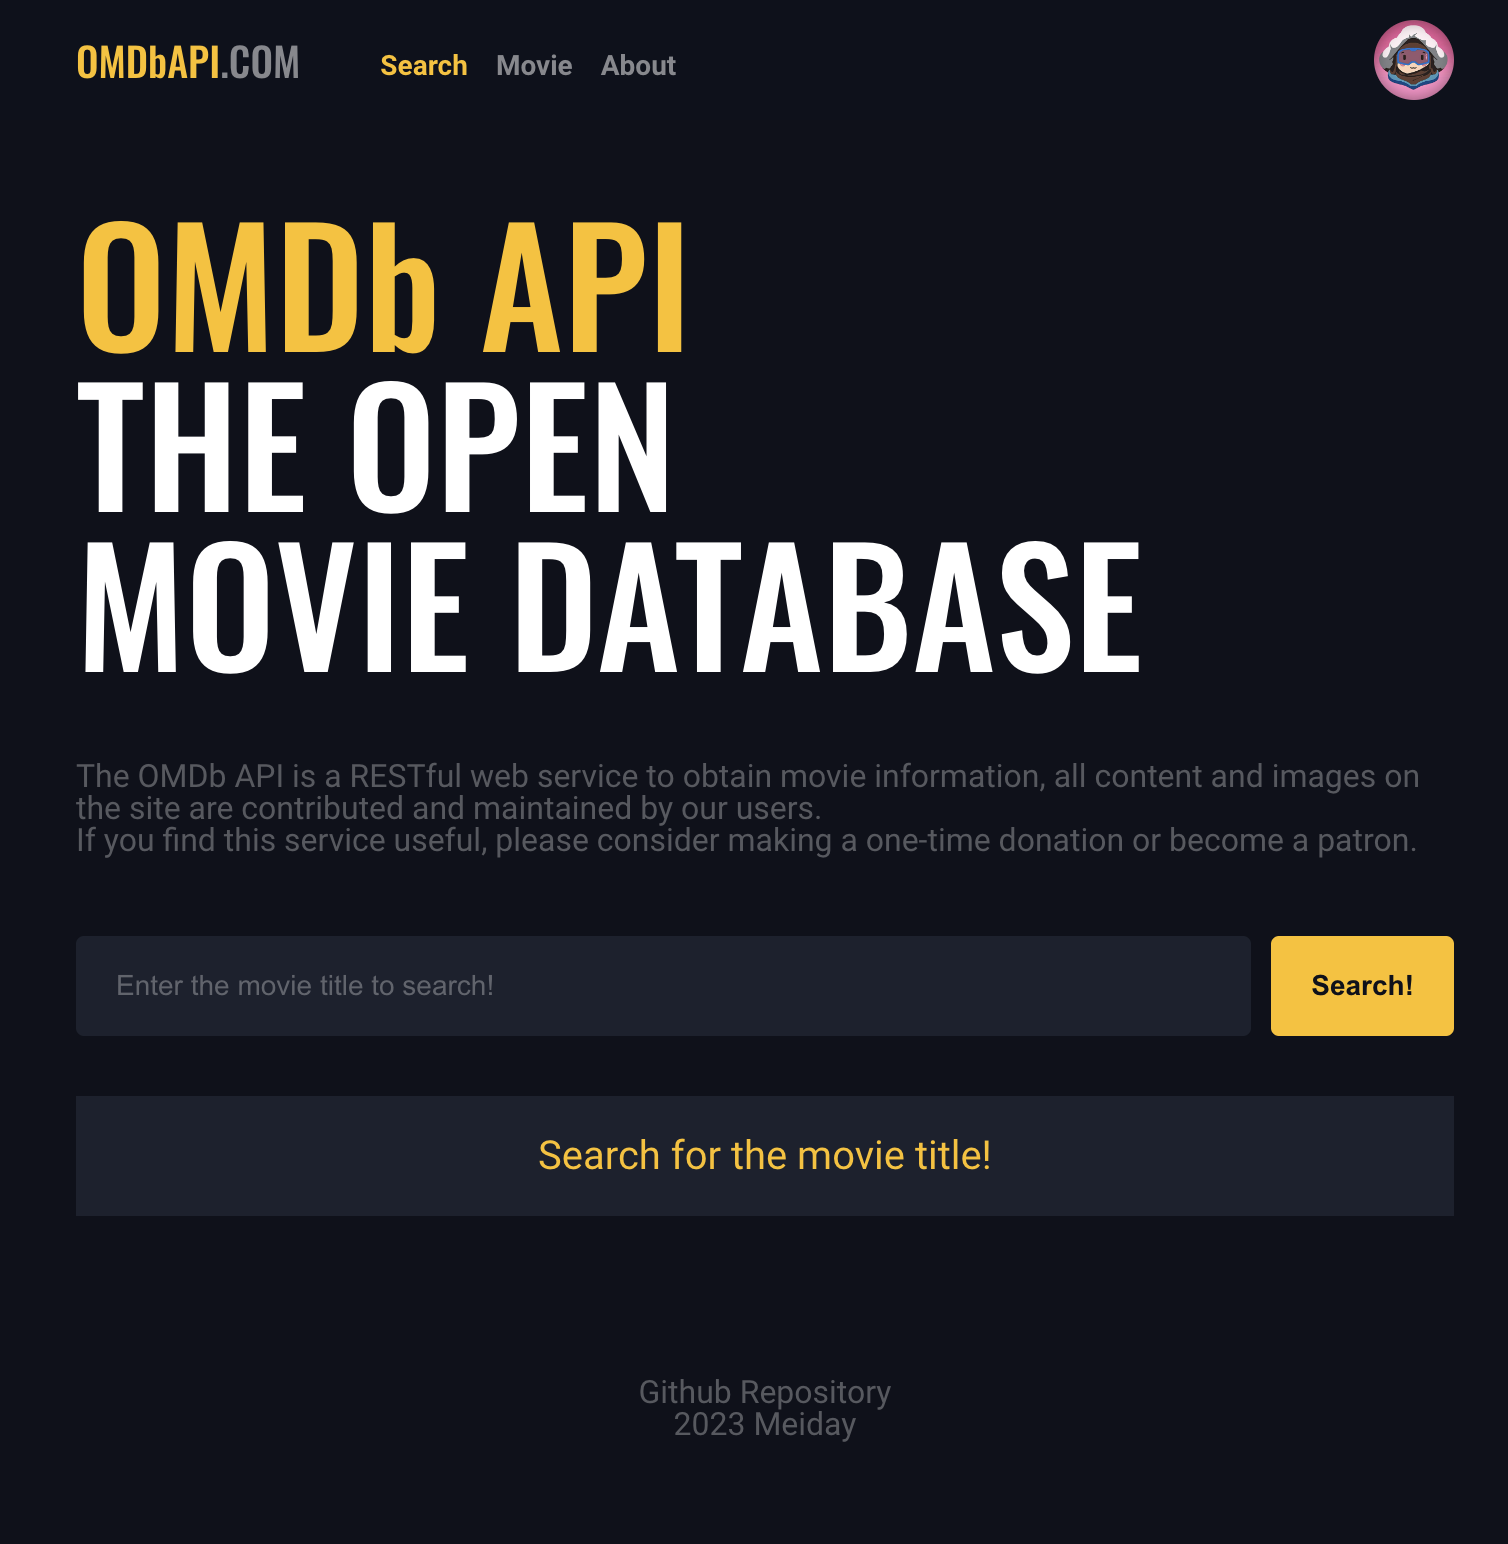 OMDbAPI.COM
Search Movie About
OMDb API
THE OPEN
MOVIE DATABASE
The OMDb API is a RESTful web service to obtain movie information, all content and images on
the site are contributed and maintained by our users.
If you find this service useful, please consider making a one-time donation or become a patron.
Enter the movie title to search!
Search!
Search for the movie title!
Github Repository
2023 Meiday